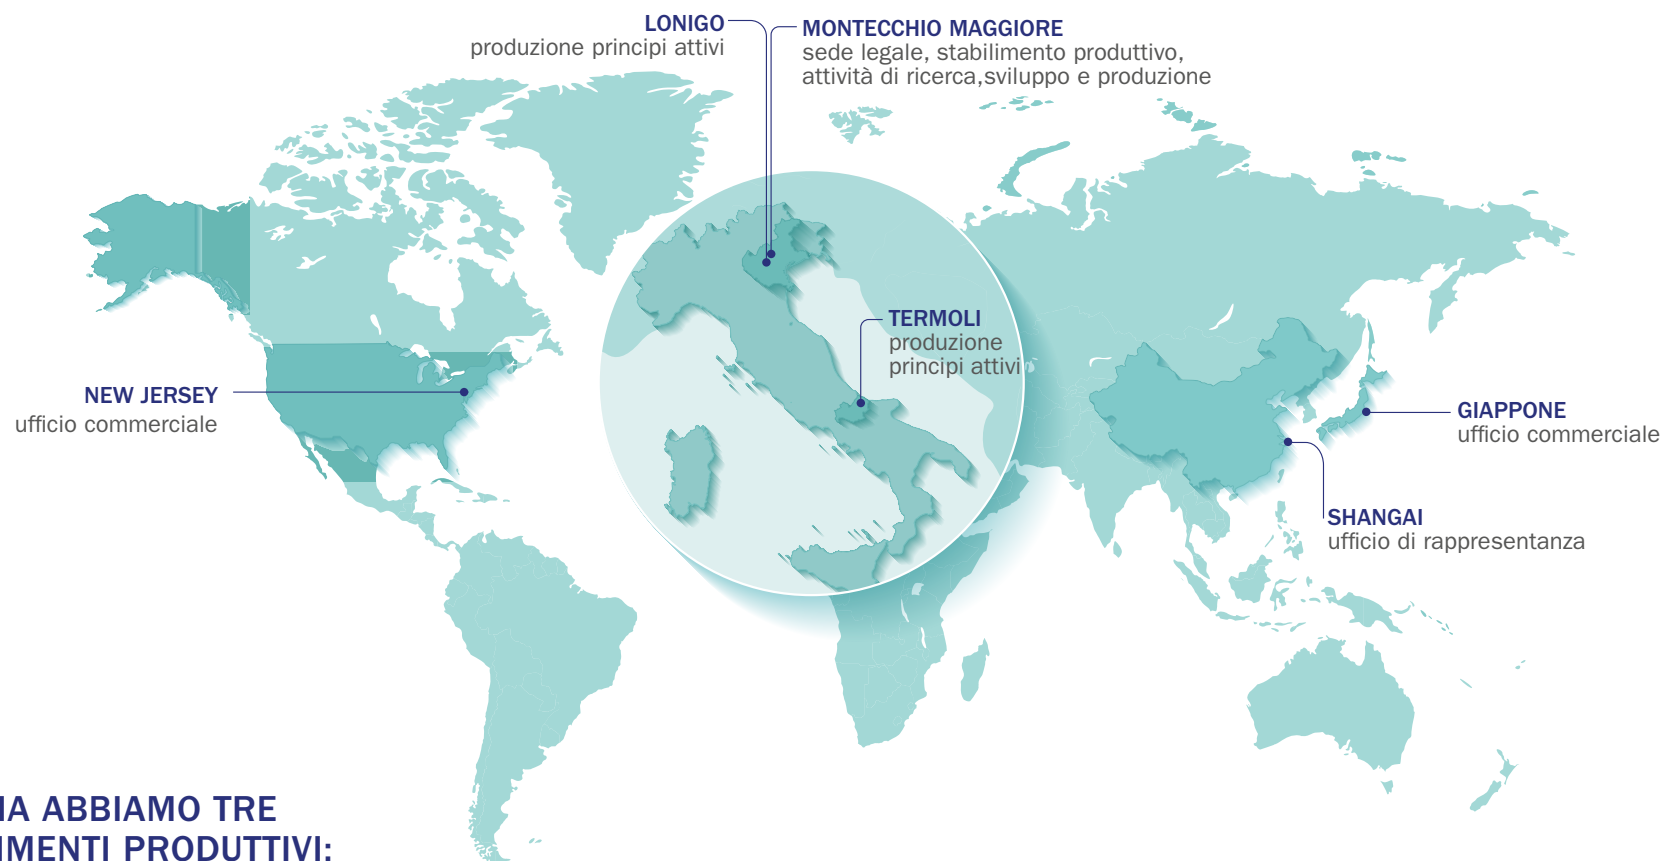 LONIGO
produzione principi attivi
MONTECCHIO MAGGIORE
sede legale, stabilimento produttivo,
attività di ricerca,sviluppo e produzione
TERMOLI
produzione
principi attivi
NEW JERSEY
ufficio commerciale
GIAPPONE
ufficio commerciale
SHANGAI
ufficio di rappresentanza
IA ABBIAMO TRE
IMENTI PRODUTTIVI: